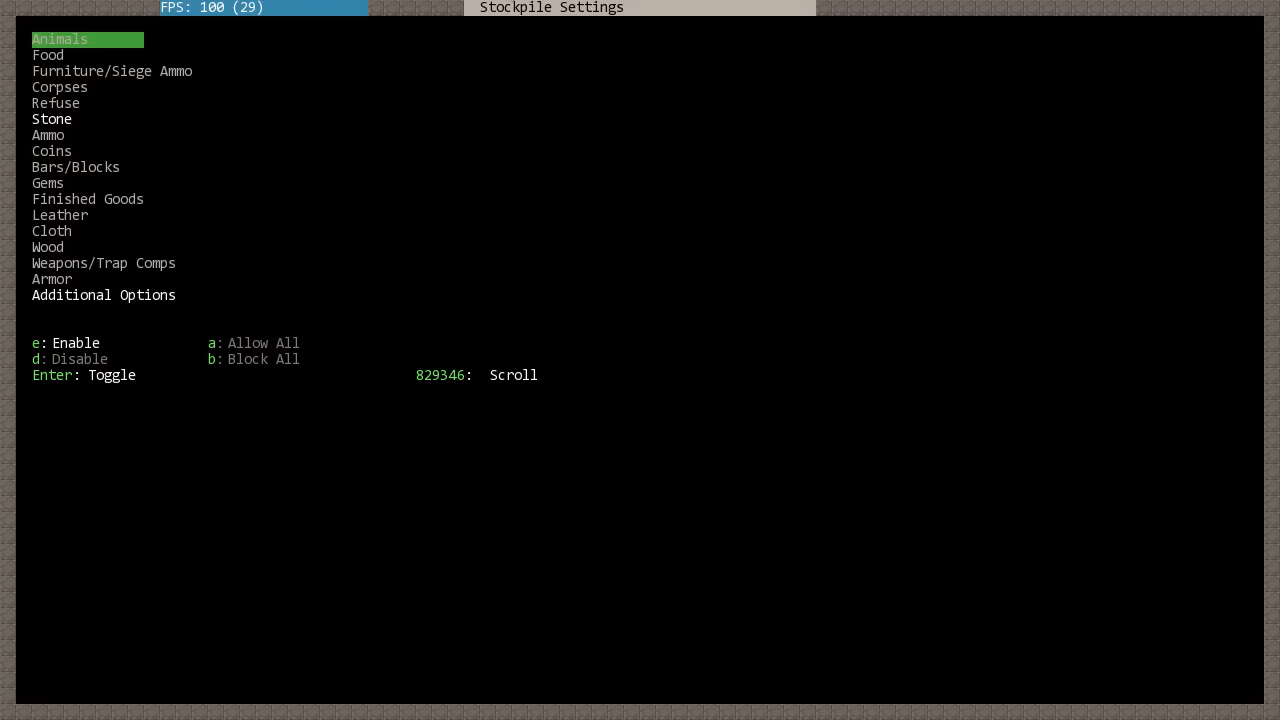 FPS: 100 (29) Stockpile Settings
Animals
Food
Furniture/Siege Ammo
Corpses
Refuse
Stone
Ammo
Coins
Bars/Blocks
Gems
Finished Goods
Leather
Cloth
Wood
Weapons/Trap Comps
Armor
Additional Options
e: Enable a: Allow All
d: Disable b: Block All
Enter: Toggle 829346: Scroll